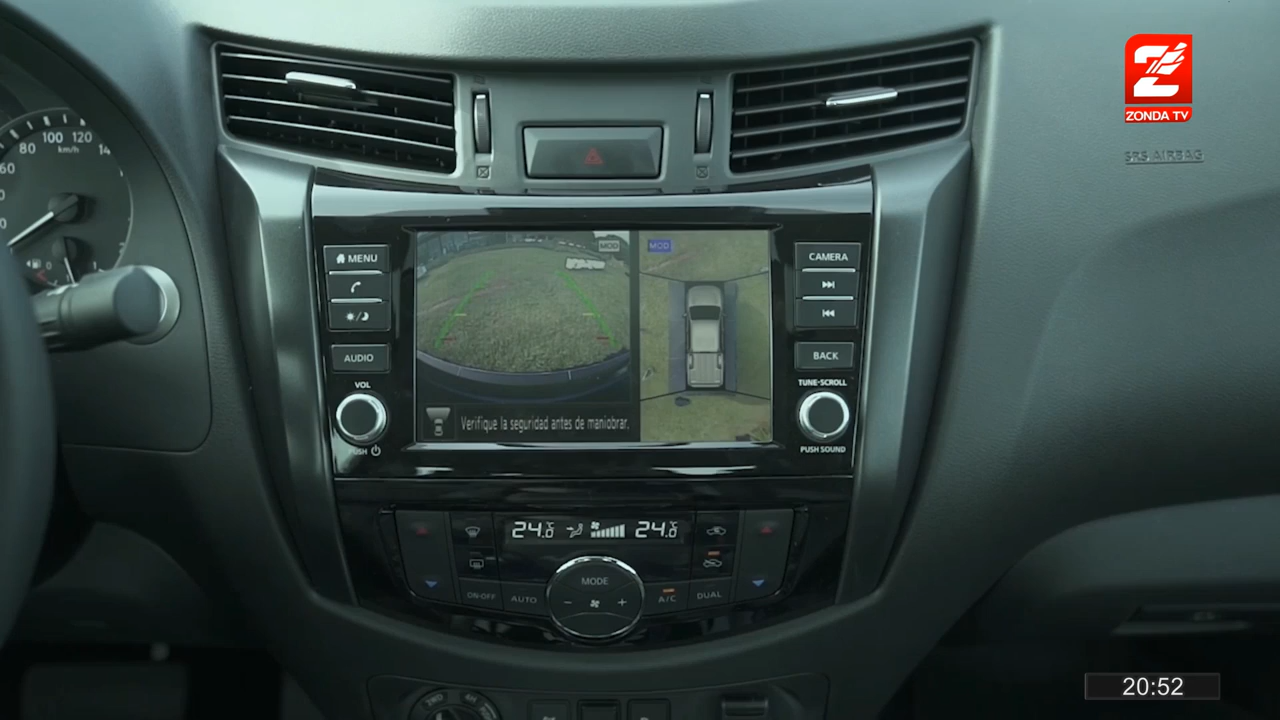 ZONDA TV
SRS AIRBAG
60 80 100 120 14
km/h
MENU
AUDIO
VOL
PUSH
MOD
MOD
Verifique la seguridad antes de maniobrar.
CAMERA
BACK
TUNE-SCROLL
PUSH SOUND
24.0°C
24.0°C
MODE
ON·OFF
AUTO
A/C
DUAL
20:52